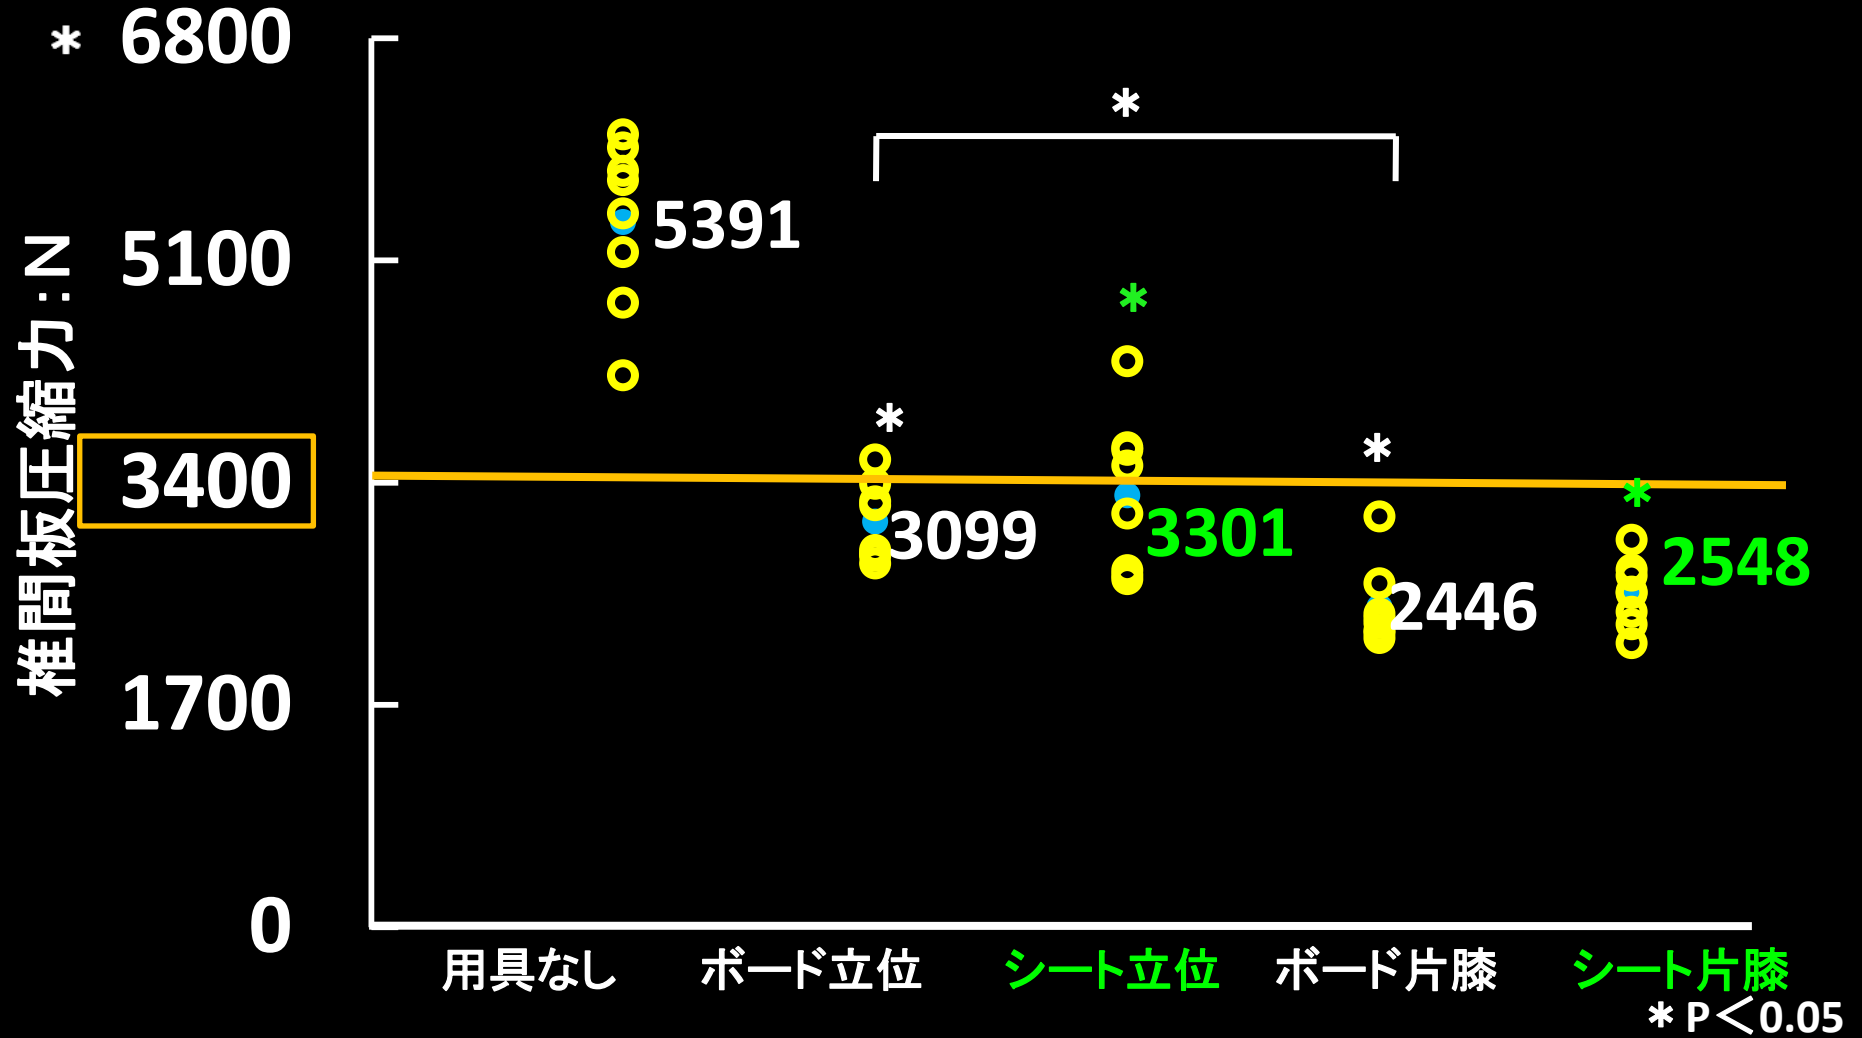 * 6800
5100
3400
1700
0
椎間板圧縮力:N
*
5391
*
*
*
*
3099
3301
2446
2548
用具なし
ボード立位
シート立位
ボード片膝
シート片膝
* P＜0.05